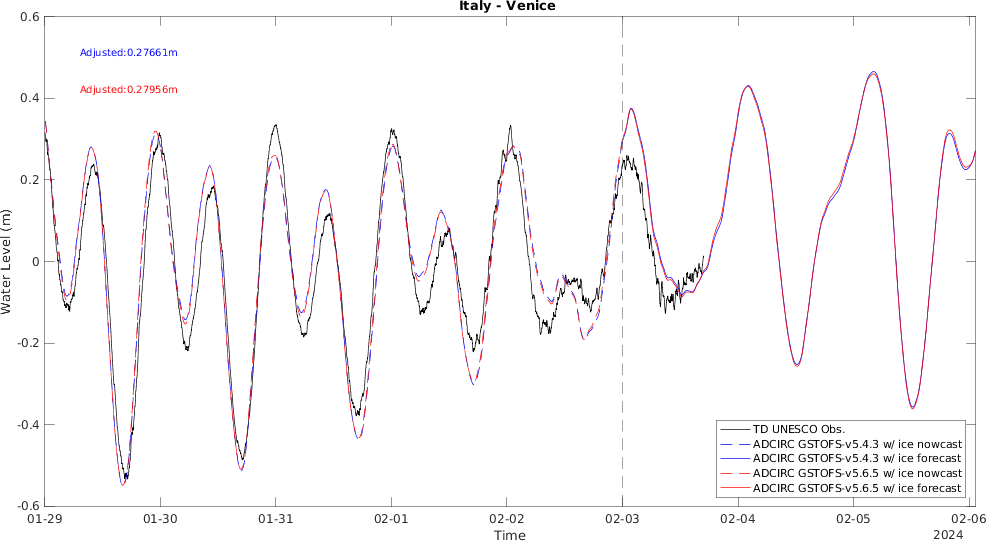 Italy - Venice
Adjusted:0.27661m
Adjusted:0.27956m
Water Level (m)
0.6
0.4
0.2
0
-0.2
-0.4
-0.6
TD UNESCO Obs.
ADCIRC GSTOFS-v5.4.3 w/ ice nowcast
ADCIRC GSTOFS-v5.4.3 w/ ice forecast
ADCIRC GSTOFS-v5.6.5 w/ ice nowcast
ADCIRC GSTOFS-v5.6.5 w/ ice forecast
01-29 01-30 01-31 02-01 02-02 02-03 02-04 02-05 02-06
Time
2024